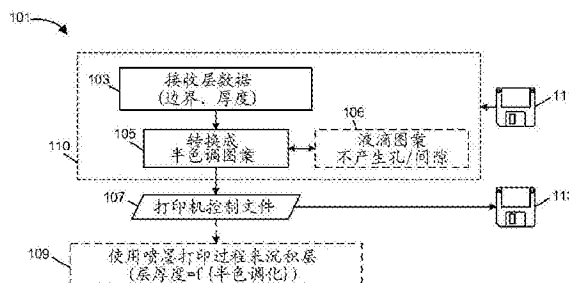 101
103
接收层数据
(边界、厚度)
105
转换成
半色调图案
106
液滴图案
不产生孔/间隙
110
11
107
打印机控制文件
113
109
使用喷墨打印过程来沉积层
(层厚度=f{半色调化})